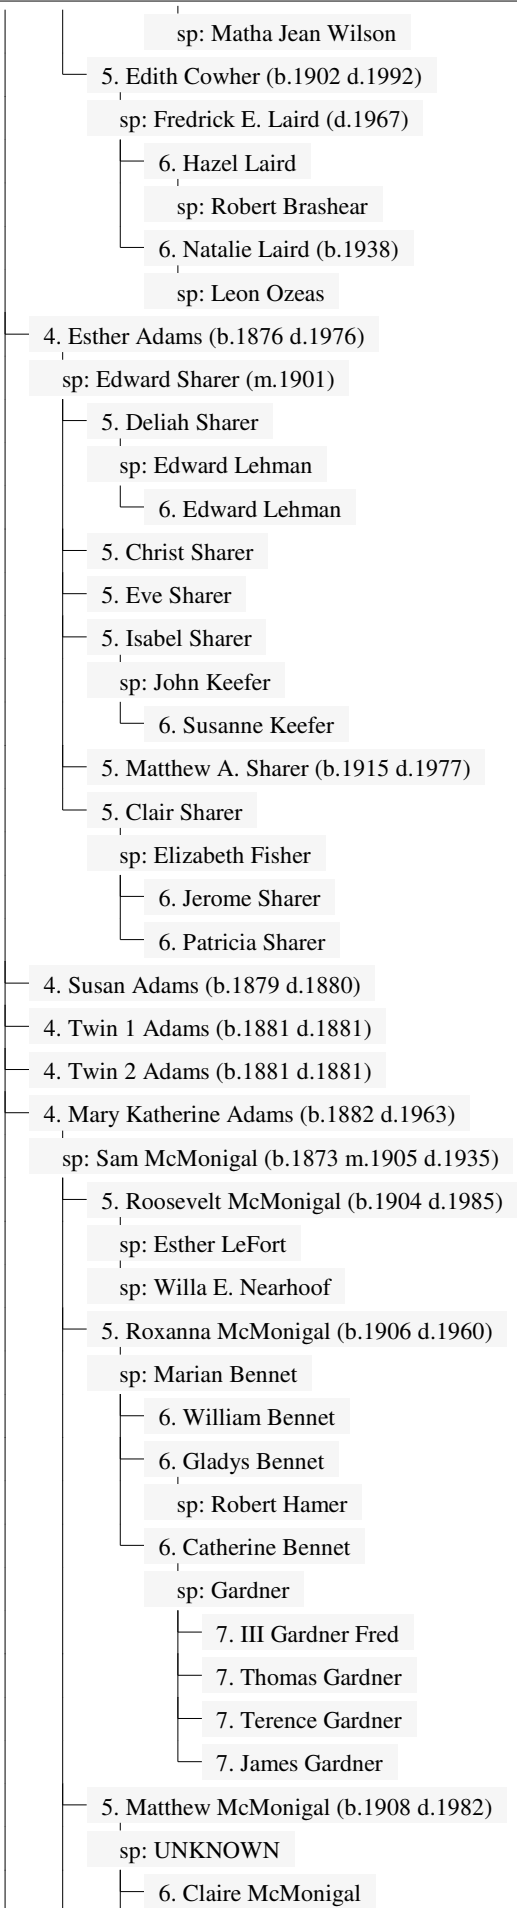 sp: Matha Jean Wilson
5. Edith Cowher (b.1902 d.1992)
sp: Fredrick E. Laird (d.1967)
6. Hazel Laird
sp: Robert Brashear
6. Natalie Laird (b.1938)
sp: Leon Ozeas
4. Esther Adams (b.1876 d.1976)
sp: Edward Sharer (m.1901)
5. Deliah Sharer
sp: Edward Lehman
6. Edward Lehman
5. Christ Sharer
5. Eve Sharer
5. Isabel Sharer
sp: John Keefer
6. Susanne Keefer
5. Matthew A. Sharer (b.1915 d.1977)
5. Clair Sharer
sp: Elizabeth Fisher
6. Jerome Sharer
6. Patricia Sharer
4. Susan Adams (b.1879 d.1880)
4. Twin 1 Adams (b.1881 d.1881)
4. Twin 2 Adams (b.1881 d.1881)
4. Mary Katherine Adams (b.1882 d.1963)
sp: Sam McMonigal (b.1873 m.1905 d.1935)
5. Roosevelt McMonigal (b.1904 d.1985)
sp: Esther LeFort
sp: Willa E. Nearhoof
5. Roxanna McMonigal (b.1906 d.1960)
sp: Marian Bennet
6. William Bennet
6. Gladys Bennet
sp: Robert Hamer
6. Catherine Bennet
sp: Gardner
7. III Gardner Fred
7. Thomas Gardner
7. Terence Gardner
7. James Gardner
5. Matthew McMonigal (b.1908 d.1982)
sp: UNKNOWN
6. Claire McMonigal